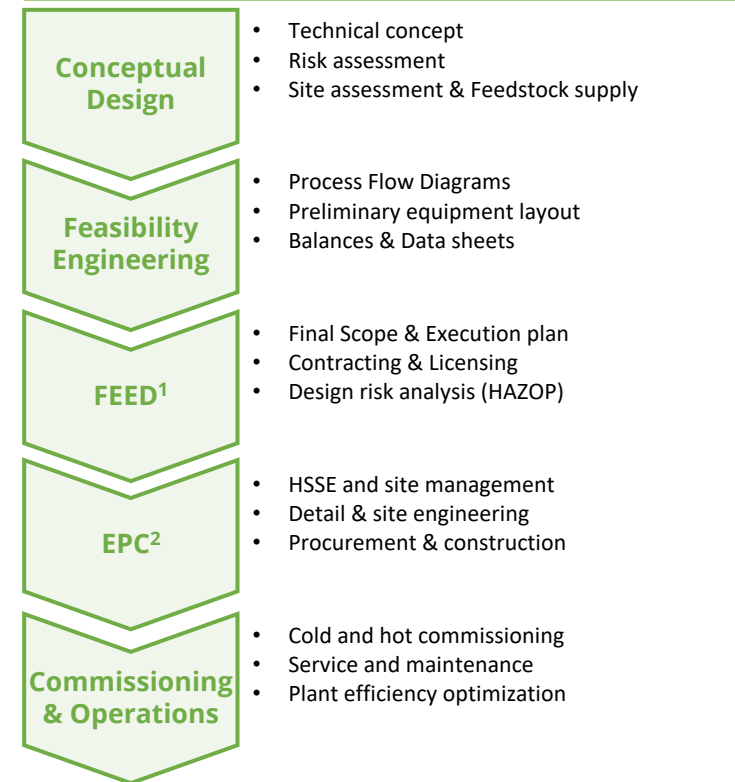 Conceptual
Design
• Technical concept
• Risk assessment
• Site assessment & Feedstock supply
Feasibility
Engineering
• Process Flow Diagrams
• Preliminary equipment layout
• Balances & Data sheets
FEED¹
• Final Scope & Execution plan
• Contracting & Licensing
• Design risk analysis (HAZOP)
EPC²
• HSSE and site management
• Detail & site engineering
• Procurement & construction
Commissioning
& Operations
• Cold and hot commissioning
• Service and maintenance
• Plant efficiency optimization